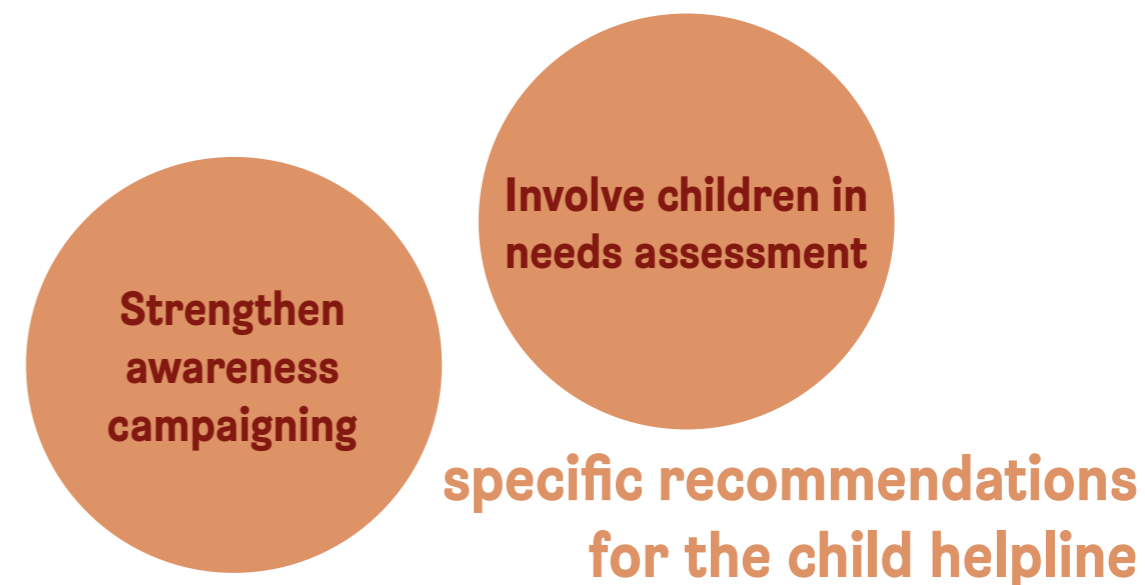 Involve children in
needs assessment
Strengthen
awareness
campaigning
specific recommendations
for the child helpline